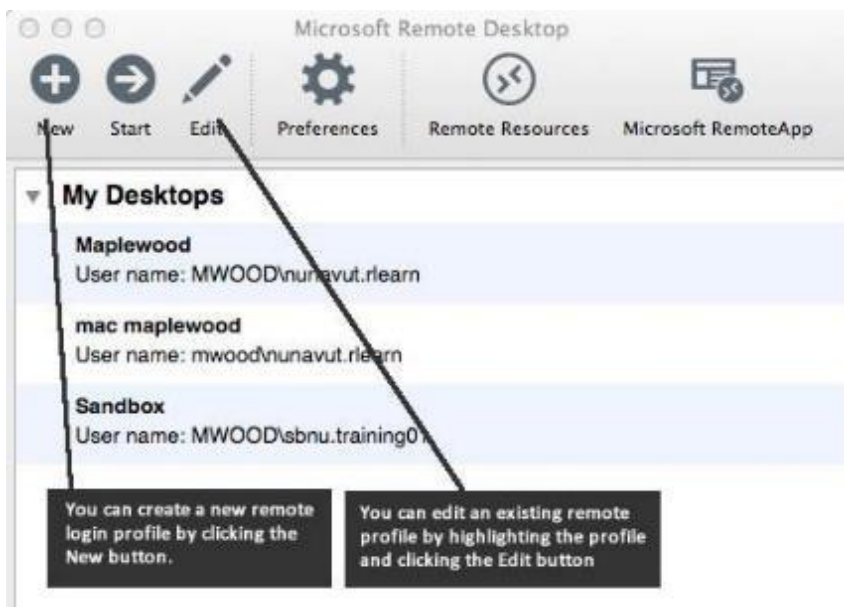 Microsoft Remote Desktop
New Start Edit Preferences Remote Resources Microsoft RemoteApp
My Desktops
Maplewood
User name: MWOOD\nunavut.rlearn
mac maplewood
User name: mwood\nunavut.rlearn
Sandbox
User name: MWOOD\sbnu.training07
You can create a new remote
login profile by clicking the
New button.
You can edit an existing remote
profile by highlighting the profile
and clicking the Edit button